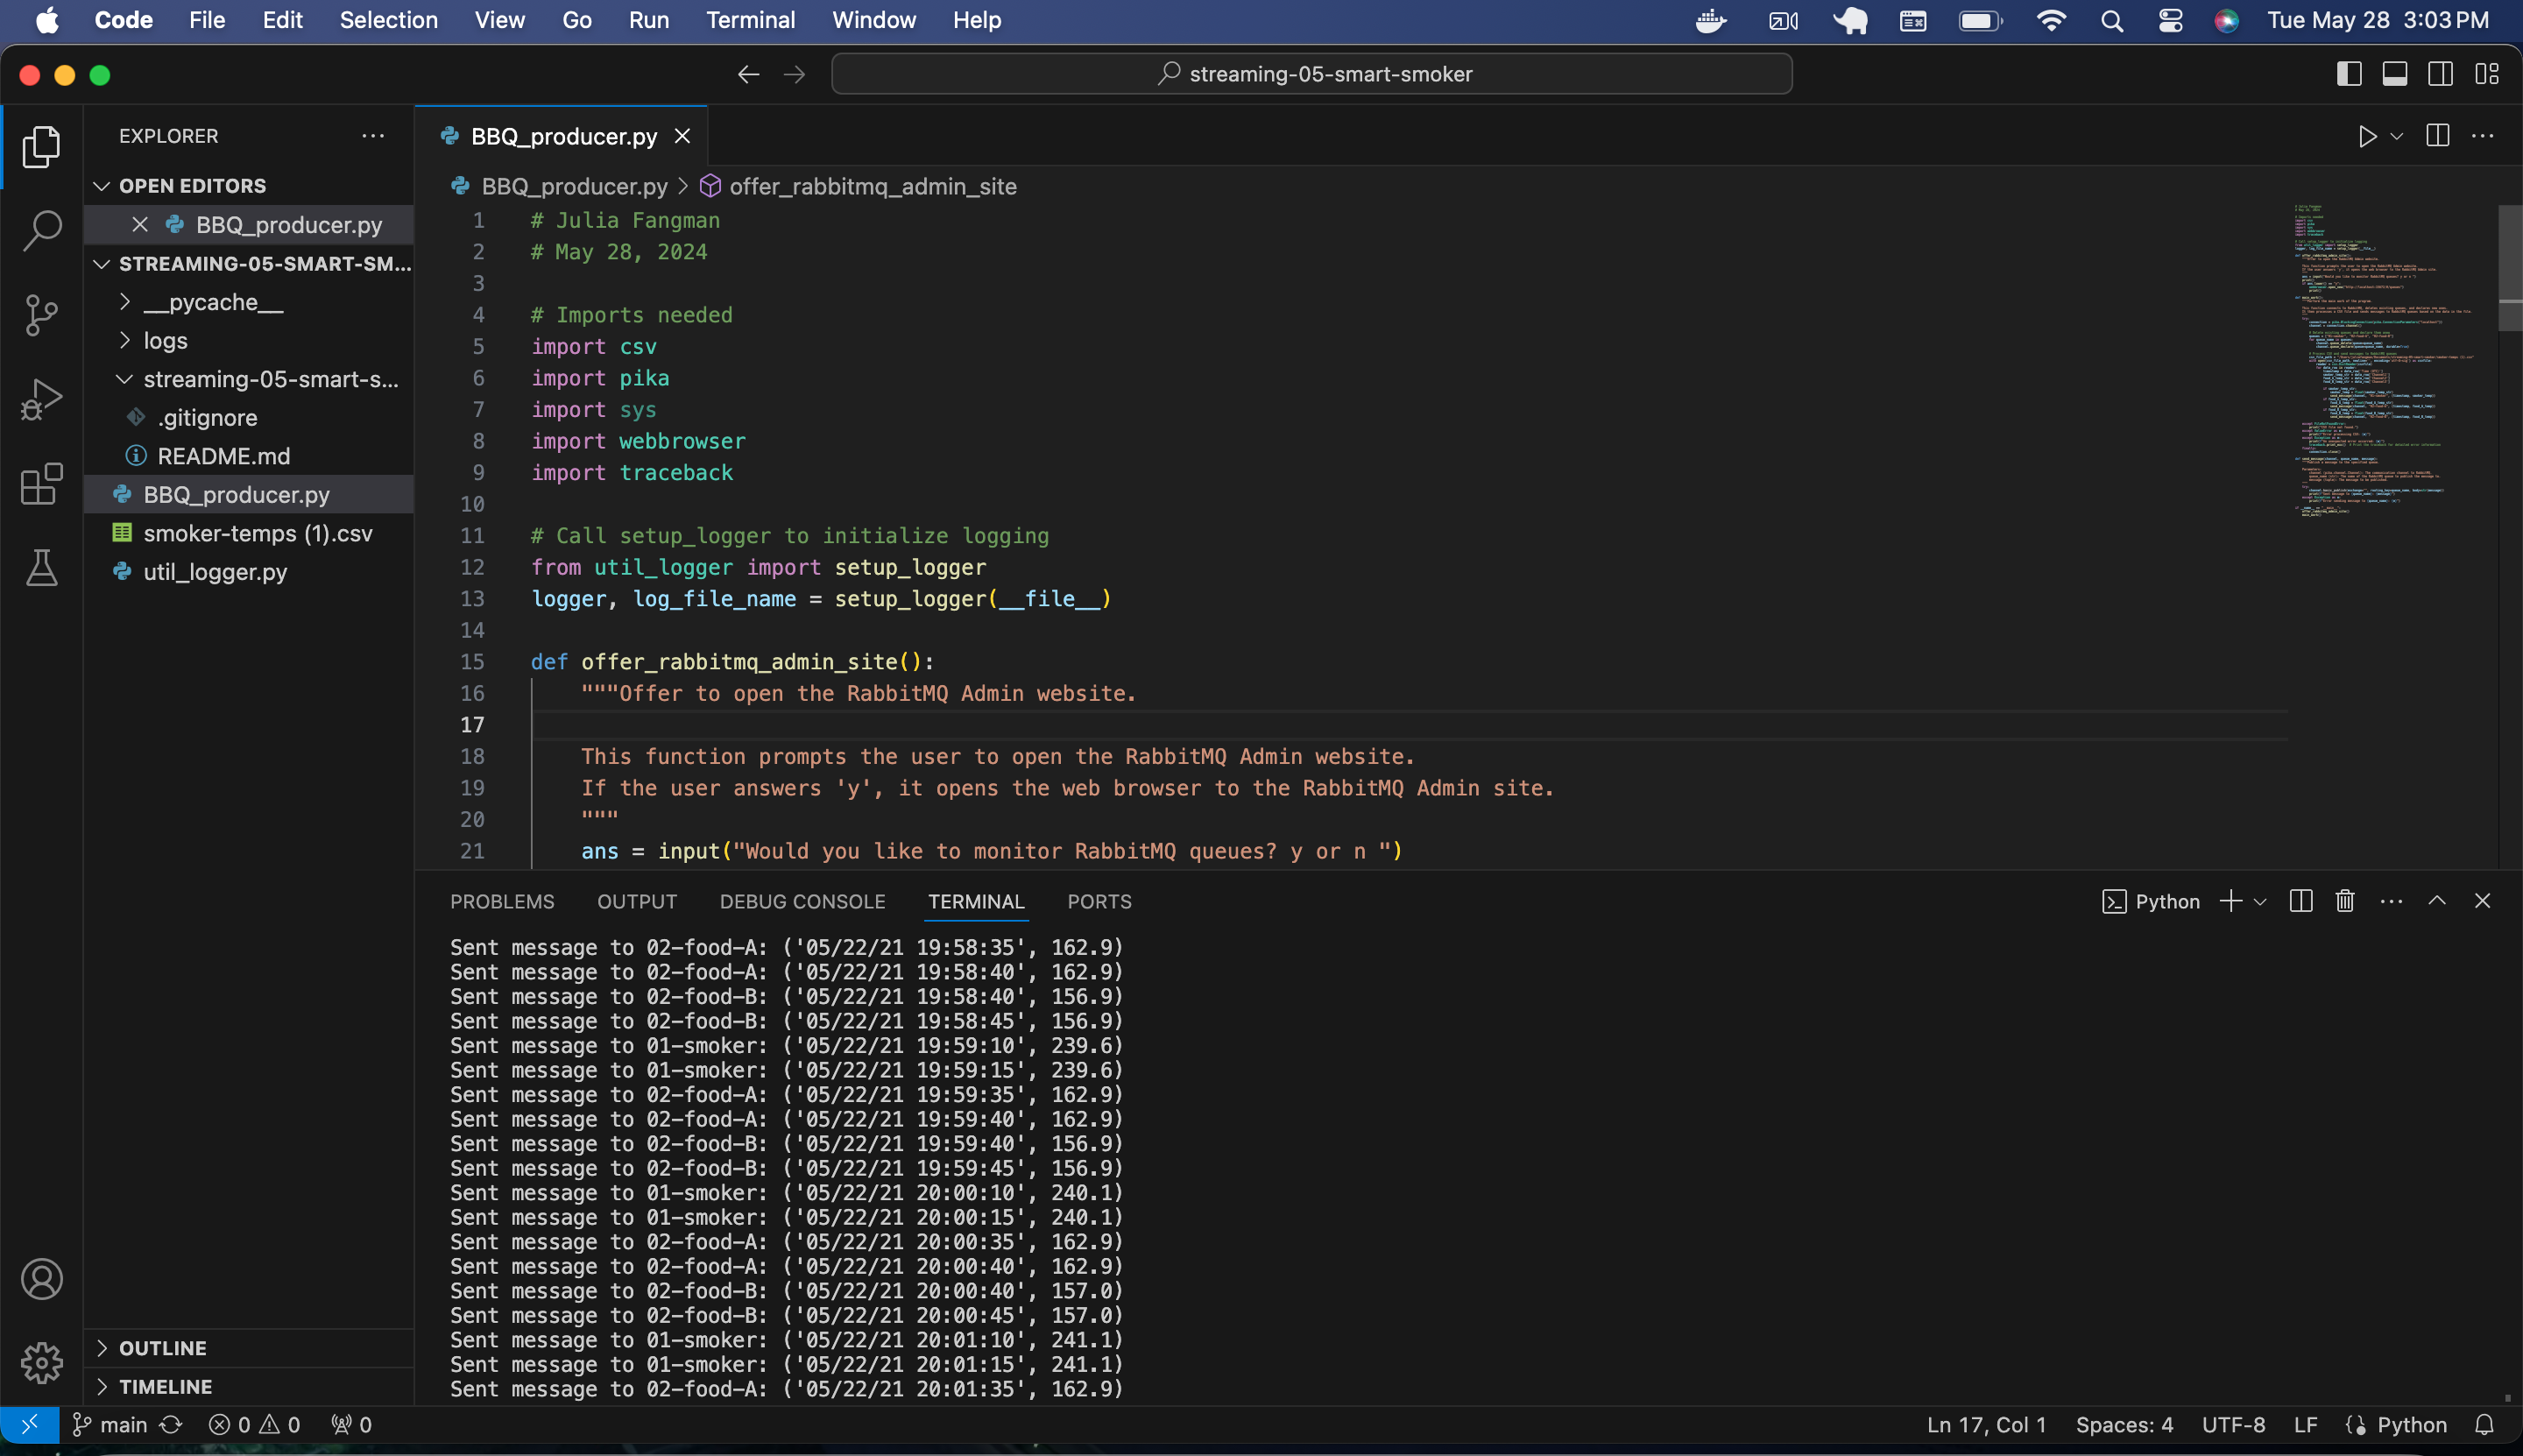 Code File Edit Selection View Go Run Terminal Window Help Tue May 28 3:03 PM
streaming-05-smart-smoker
EXPLORER
OPEN EDITORS
BBQ_producer.py
STREAMING-05-SMART-SM...
__pycache__
logs
streaming-05-smart-s...
.gitignore
README.md
BBQ_producer.py
smoker-temps (1).csv
util_logger.py
OUTLINE
TIMELINE
BBQ_producer.py
BBQ_producer.py > offer_rabbitmq_admin_site
1 # Julia Fangman
2 # May 28, 2024
3
4 # Imports needed
5 import csv
6 import pika
7 import sys
8 import webbrowser
9 import traceback
10
11 # Call setup_logger to initialize logging
12 from util_logger import setup_logger
13 logger, log_file_name = setup_logger(__file__)
14
15 def offer_rabbitmq_admin_site():
16 """Offer to open the RabbitMQ Admin website.
17
18 This function prompts the user to open the RabbitMQ Admin website.
19 If the user answers 'y', it opens the web browser to the RabbitMQ Admin site.
20 """
21 ans = input("Would you like to monitor RabbitMQ queues? y or n ")
PROBLEMS OUTPUT DEBUG CONSOLE TERMINAL PORTS Python
Sent message to 02-food-A: ('05/22/21 19:58:35', 162.9)
Sent message to 02-food-A: ('05/22/21 19:58:40', 162.9)
Sent message to 02-food-B: ('05/22/21 19:58:40', 156.9)
Sent message to 02-food-B: ('05/22/21 19:58:45', 156.9)
Sent message to 01-smoker: ('05/22/21 19:59:10', 239.6)
Sent message to 01-smoker: ('05/22/21 19:59:15', 239.6)
Sent message to 02-food-A: ('05/22/21 19:59:35', 162.9)
Sent message to 02-food-A: ('05/22/21 19:59:40', 162.9)
Sent message to 02-food-B: ('05/22/21 19:59:40', 156.9)
Sent message to 02-food-B: ('05/22/21 19:59:45', 156.9)
Sent message to 01-smoker: ('05/22/21 20:00:10', 240.1)
Sent message to 01-smoker: ('05/22/21 20:00:15', 240.1)
Sent message to 02-food-A: ('05/22/21 20:00:35', 162.9)
Sent message to 02-food-A: ('05/22/21 20:00:40', 162.9)
Sent message to 02-food-B: ('05/22/21 20:00:40', 157.0)
Sent message to 02-food-B: ('05/22/21 20:00:45', 157.0)
Sent message to 01-smoker: ('05/22/21 20:01:10', 241.1)
Sent message to 01-smoker: ('05/22/21 20:01:15', 241.1)
Sent message to 02-food-A: ('05/22/21 20:01:35', 162.9)
main 0 0 0 Ln 17, Col 1 Spaces: 4 UTF-8 LF Python